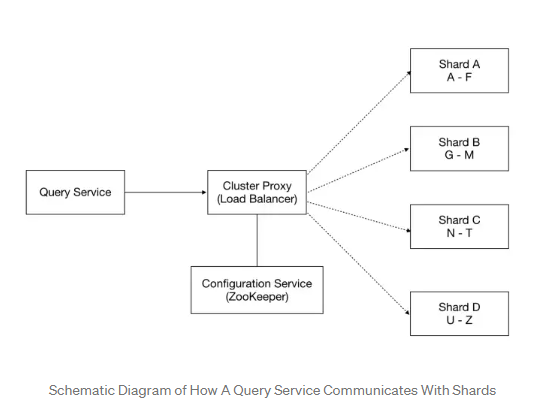 Shard A
A - F
Shard B
G - M
Query Service
Cluster Proxy
(Load Balancer)
Shard C
N - T
Configuration Service
(ZooKeeper)
Shard D
U - Z
Schematic Diagram of How A Query Service Communicates With Shards